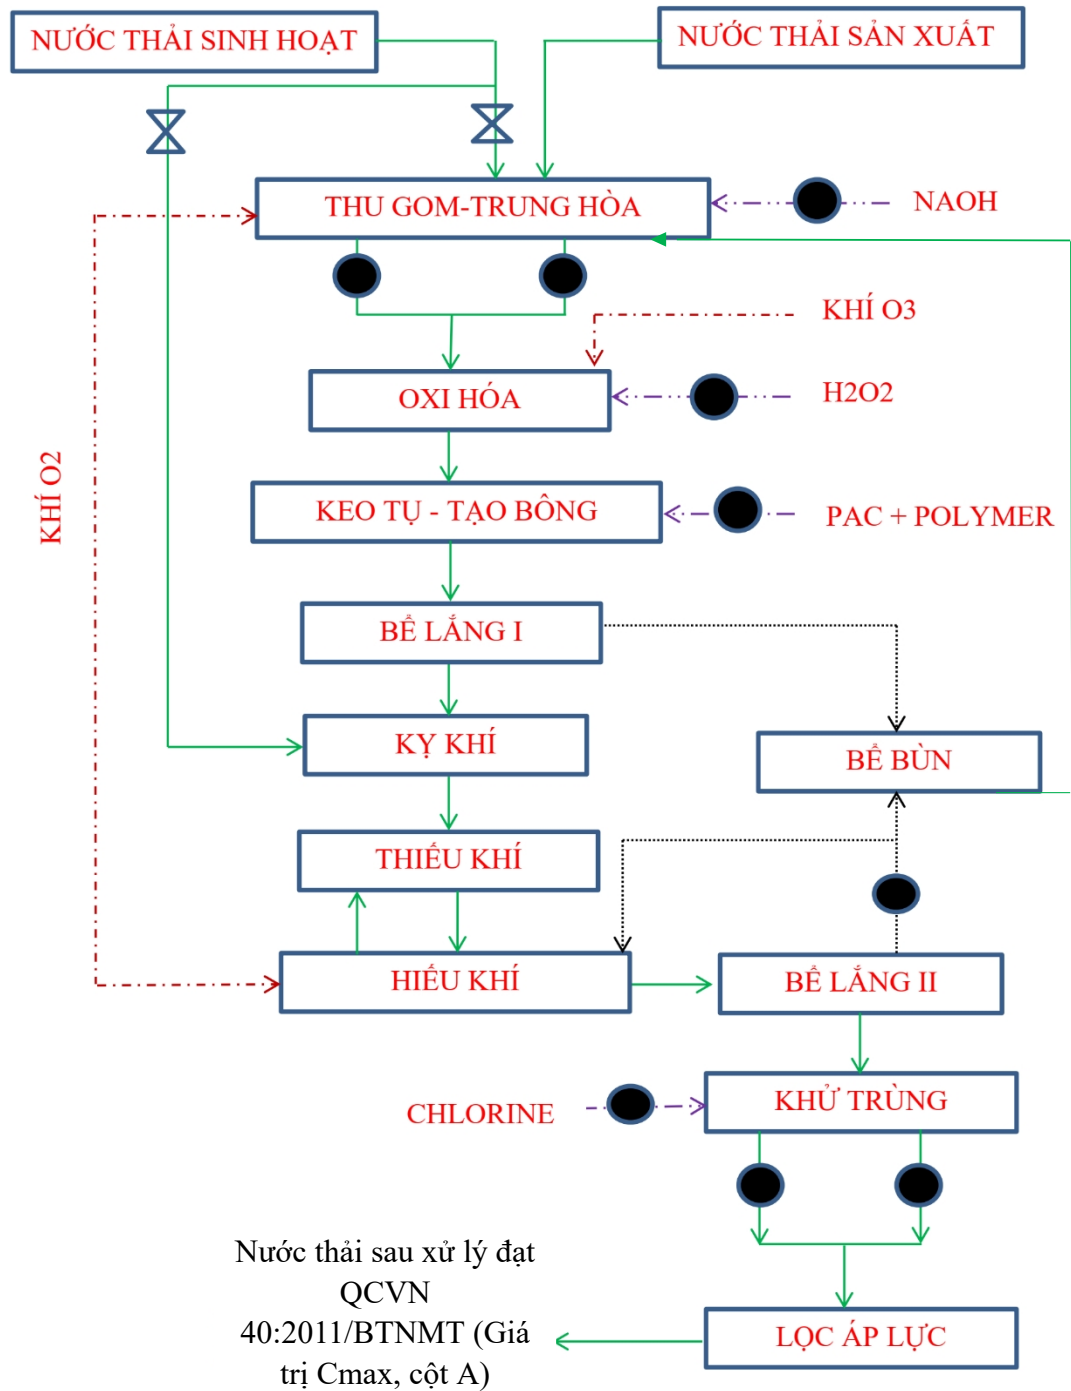 NƯỚC THẢI SINH HOẠT
NƯỚC THẢI SẢN XUẤT
THU GOM-TRUNG HÒA
NAOH
KHÍ O3
OXI HÓA
H2O2
KHÍ O2
KEO TỤ - TẠO BÔNG
PAC + POLYMER
BỂ LẮNG I
KỴ KHÍ
BỂ BÙN
THIẾU KHÍ
HIẾU KHÍ
BỂ LẮNG II
CHLORINE
KHỬ TRÙNG
Nước thải sau xử lý đạt
QCVN
40:2011/BTNMT (Giá
trị Cmax, cột A)
LỌC ÁP LỰC